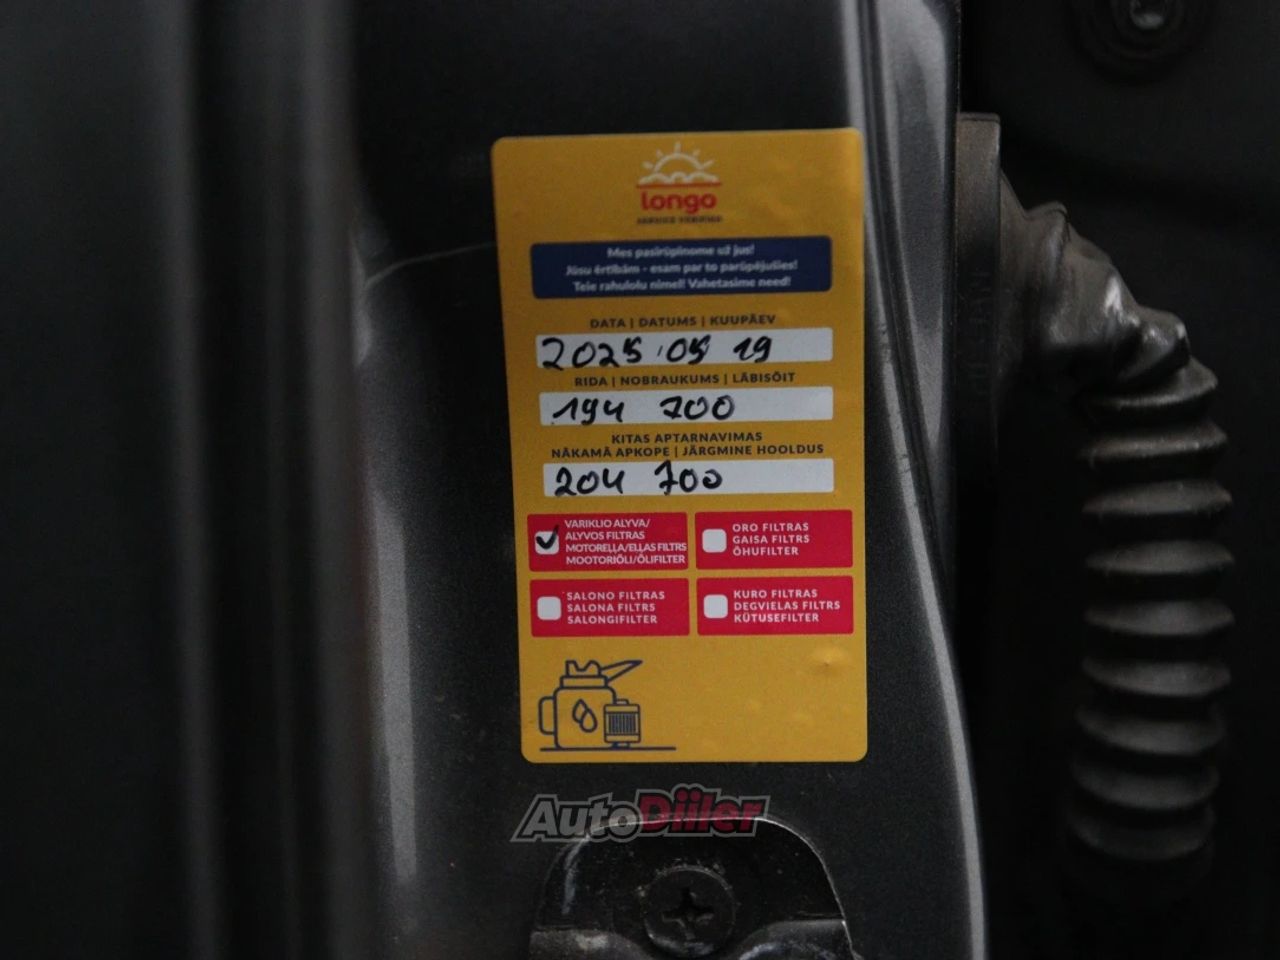 longo
Mes pasirūpinome už jus!
Jūsu ērtībām - esam par to parūpējušies!
Teie rahulolu nimel! Vahetasime need!
DATA | DATUMS | KUUPÄEV
2025.05 19
RIDA | NOBRAUKUMS | LÄBISÕIT
194 700
KITAS APTARNAVIMAS
NĀKAMĀ APKOPE | JÄRGMINE HOOLDUS
204 700
VARIKLIO ALYVA/
ALYVOS FILTRAS
MOTOREĻĻA/EĻĻAS FILTRS
MOOTORIÕLI/ÕLIFILTER
ORO FILTRAS
GAISA FILTRS
ÕHUFILTER
SALONO FILTRAS
SALONA FILTRS
SALONGIFILTER
KURO FILTRAS
DEGVIELAS FILTRS
KÜTUSEFILTER
AutoDiiler